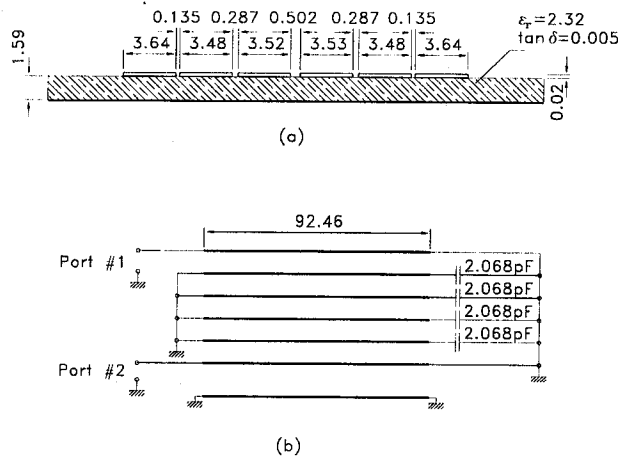 0.135 0.287 0.502 0.287 0.135
3.64 3.48 3.52 3.53 3.48 3.64
εr=2.32
tan δ=0.005
1.59
0.02
(a)
92.46
Port #1
2.068pF
2.068pF
2.068pF
2.068pF
Port #2
(b)